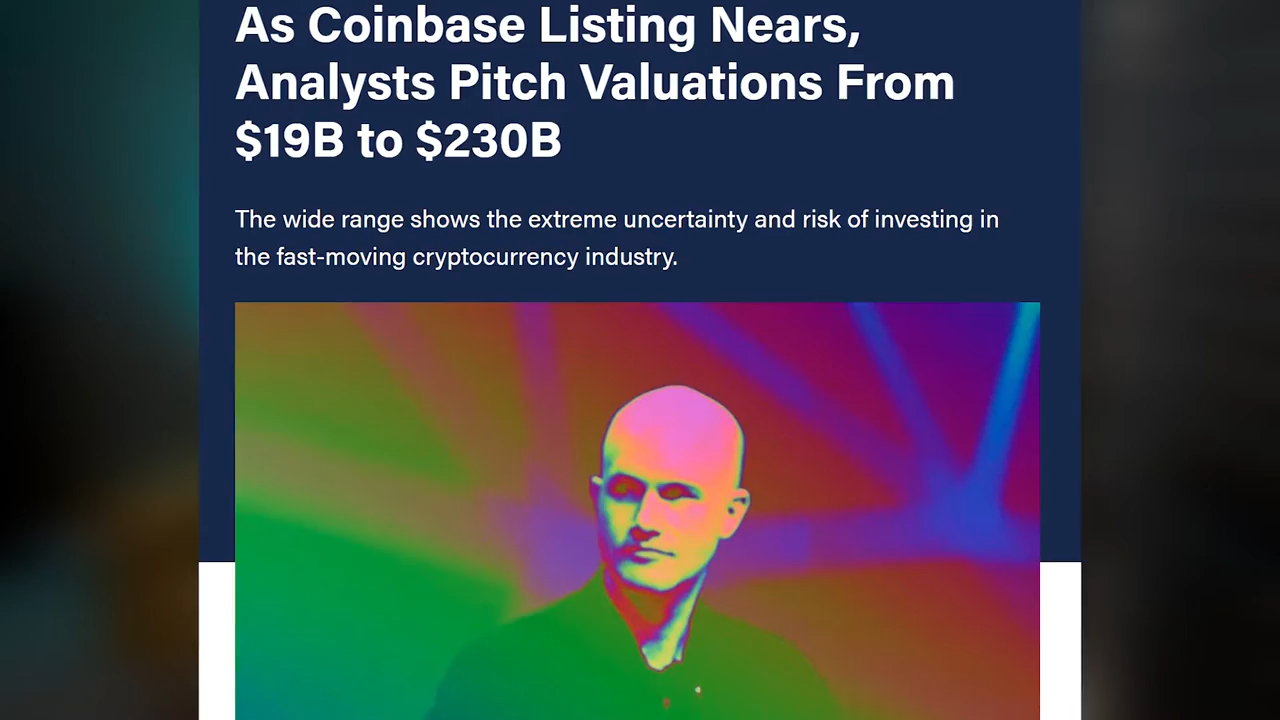 As Coinbase Listing Nears,
Analysts Pitch Valuations From
$19B to $230B
The wide range shows the extreme uncertainty and risk of investing in
the fast-moving cryptocurrency industry.